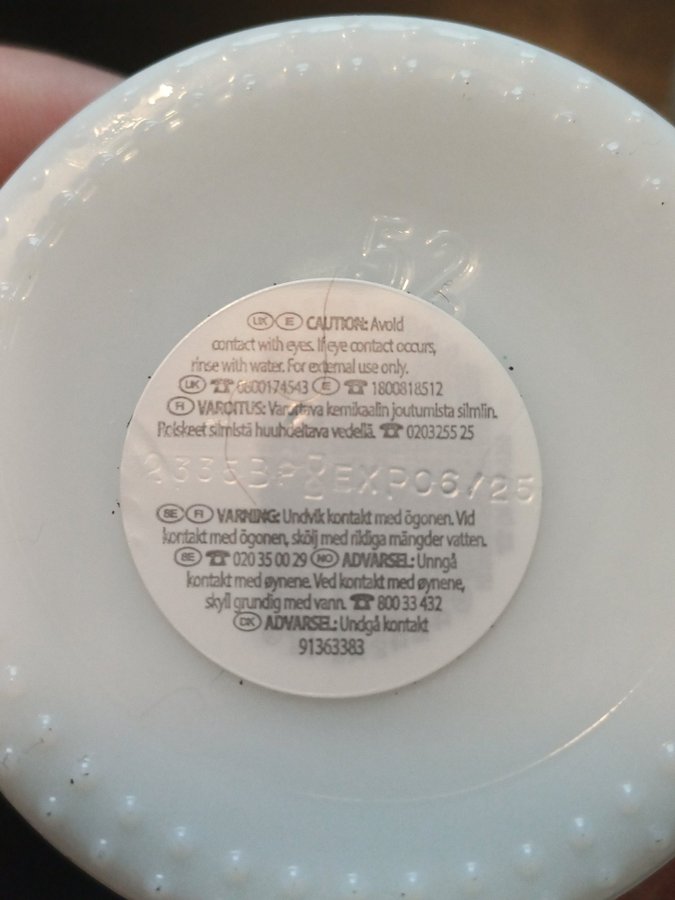 52
UK IE CAUTION: Avoid
contact with eyes. If eye contact occurs,
rinse with water. For external use only.
UK ☎ 0800174543 IE ☎ 1800818512
FI VAROITUS: Varottava kemikaalin joutumista silmiin.
Roiskeet silmistä huuhdeltava vedellä. ☎ 0203255 25
EXP06/25
SE FI VARNING: Undvik kontakt med ögonen. Vid
kontakt med ögonen, skölj med rikliga mängder vatten.
SE ☎ 020 35 00 29 NO ADVARSEL: Unngå
kontakt med øynene. Ved kontakt med øynene,
skyll grundig med vann. ☎ 800 33 432
DK ADVARSEL: Undgå kontakt
91363383